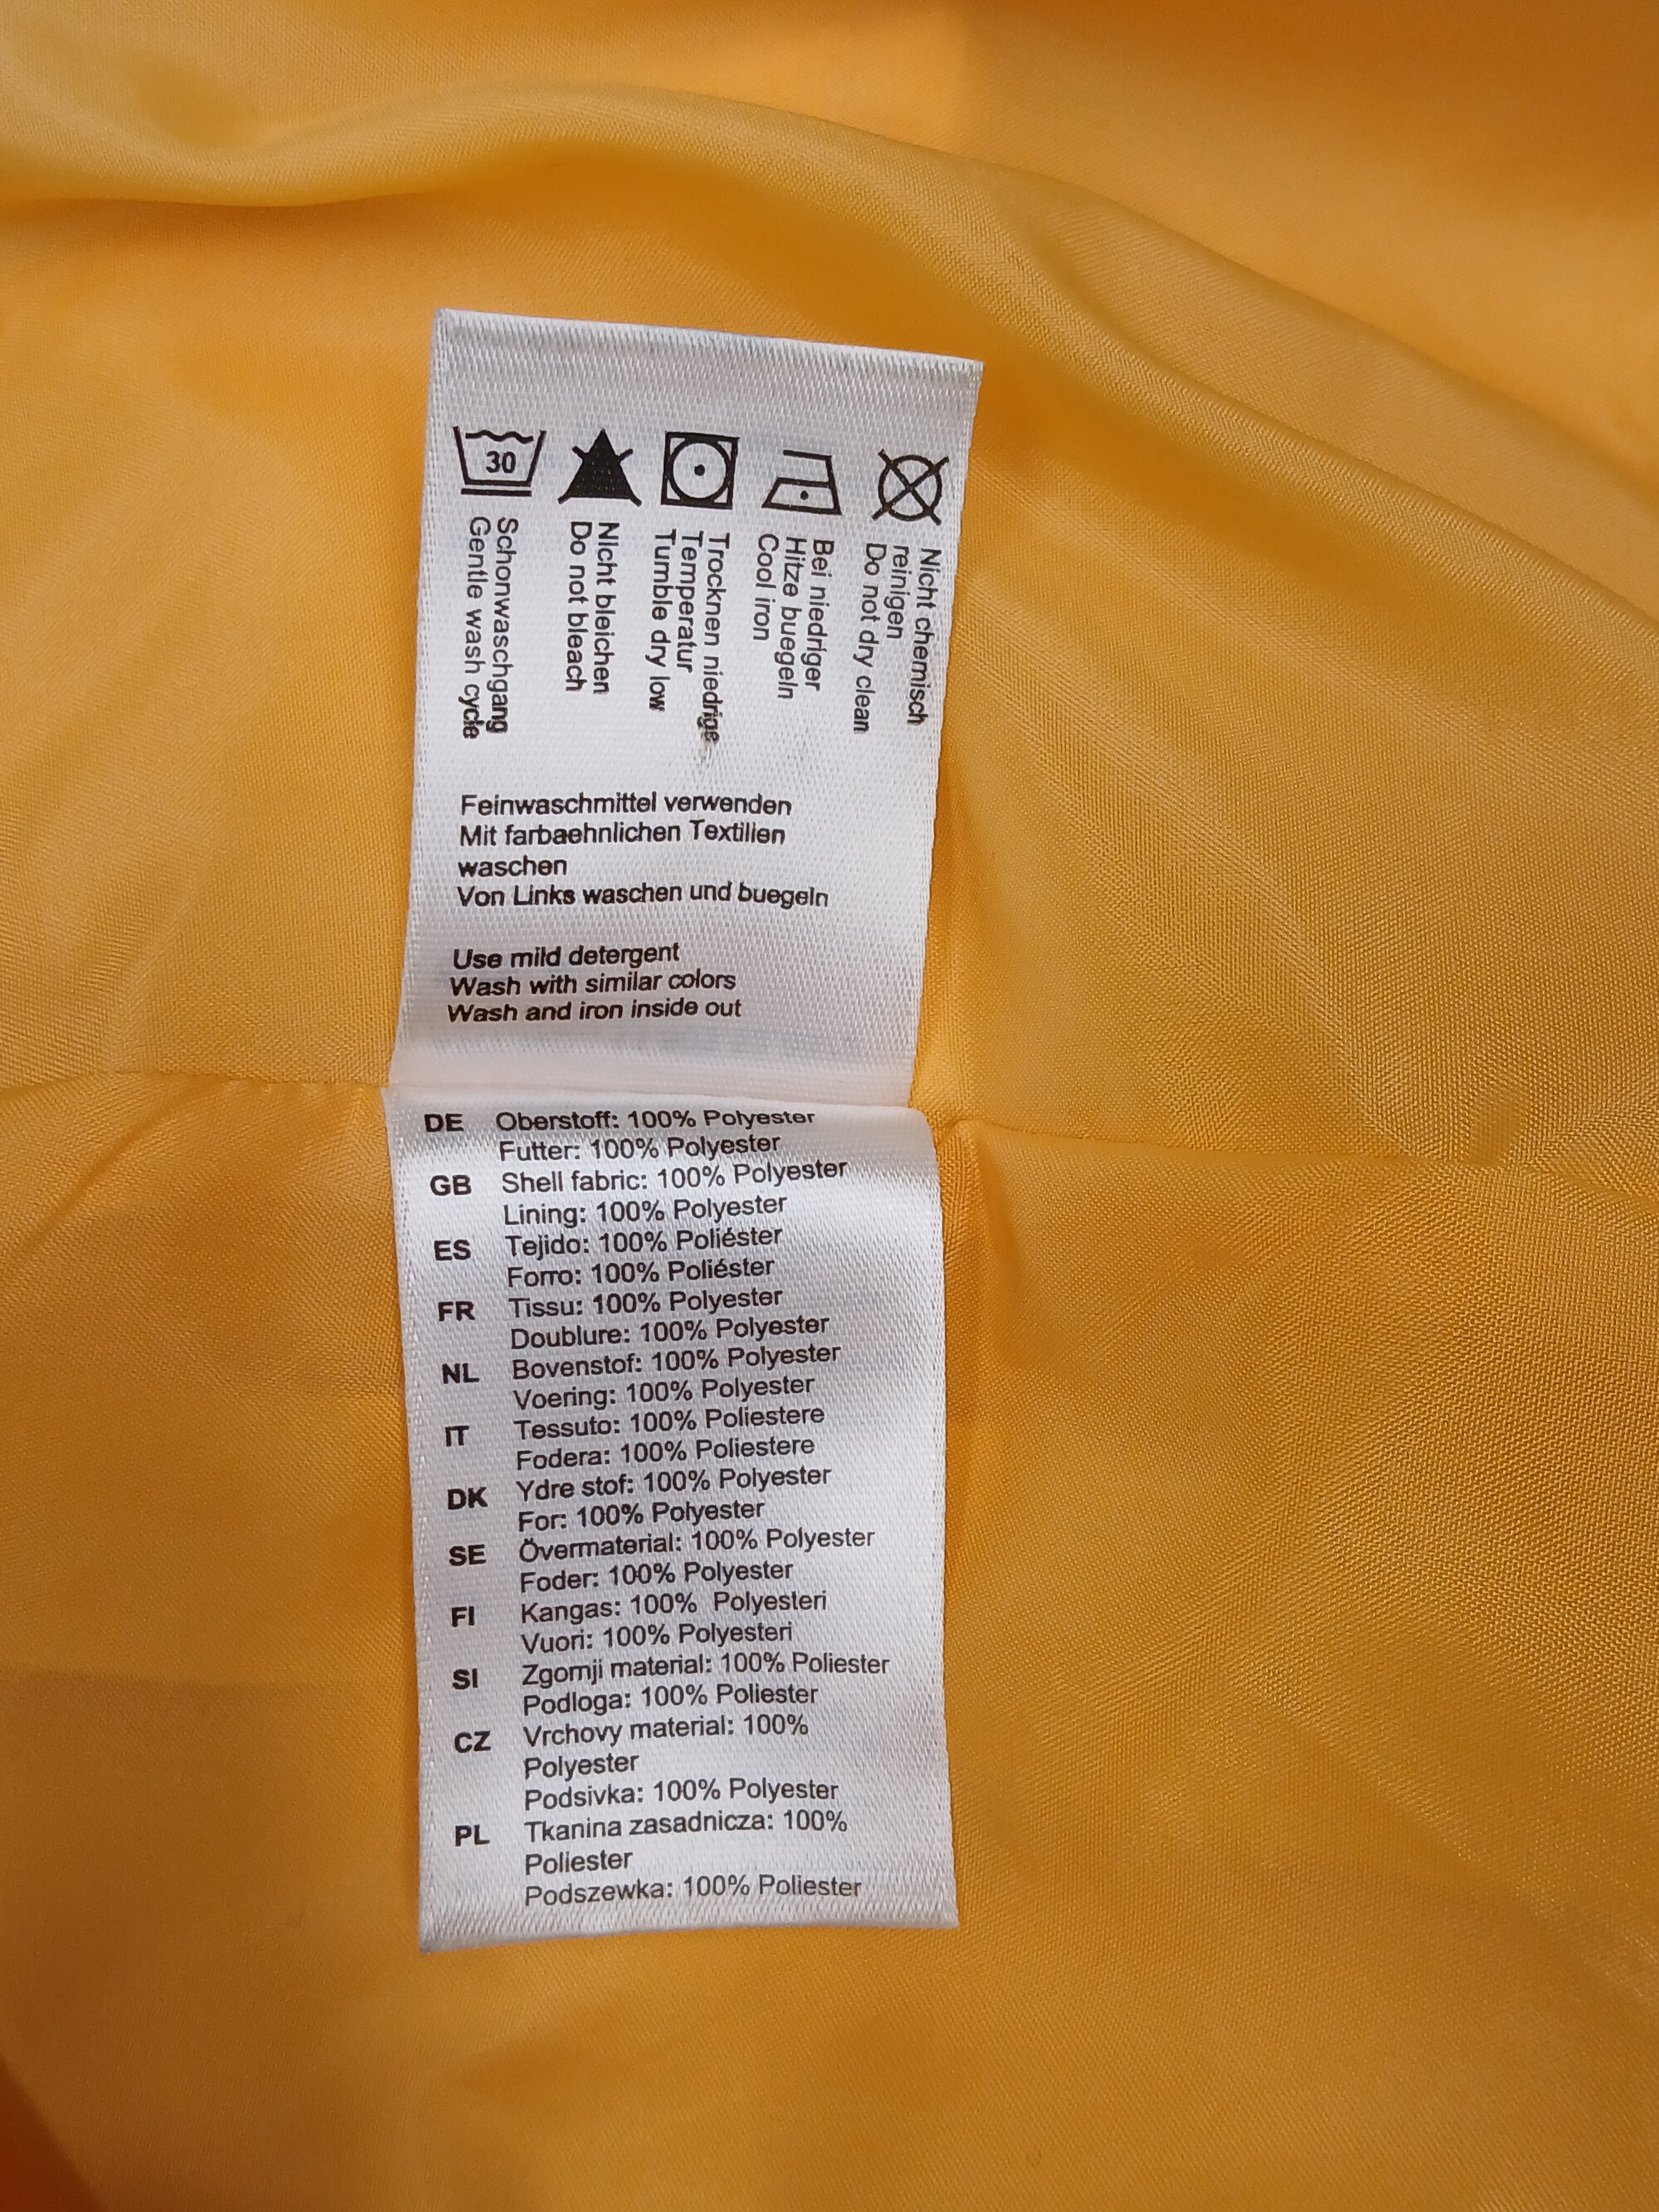 30
Schonwaschgang
Gentle wash cycle
Nicht bleichen
Do not bleach
Trocknen niedrige
Temperatur
Tumble dry low
Bei niedriger
Hitze buegeln
Cool iron
Nicht chemisch
reinigen
Do not dry clean
Feinwaschmittel verwenden
Mit farbaehnlichen Textilien
waschen
Von Links waschen und buegeln
Use mild detergent
Wash with similar colors
Wash and iron inside out
DE Oberstoff: 100% Polyester
Futter: 100% Polyester
GB Shell fabric: 100% Polyester
Lining: 100% Polyester
ES Tejido: 100% Poliéster
Forro: 100% Poliéster
FR Tissu: 100% Polyester
Doublure: 100% Polyester
NL Bovenstof: 100% Polyester
Voering: 100% Polyester
IT Tessuto: 100% Poliestere
Fodera: 100% Poliestere
DK Ydre stof: 100% Polyester
For: 100% Polyester
SE Övermaterial: 100% Polyester
Foder: 100% Polyester
FI Kangas: 100% Polyesteri
Vuori: 100% Polyesteri
SI Zgornji material: 100% Poliester
Podloga: 100% Poliester
CZ Vrchovy material: 100%
Polyester
Podsivka: 100% Polyester
PL Tkanina zasadnicza: 100%
Poliester
Podszewka: 100% Poliester